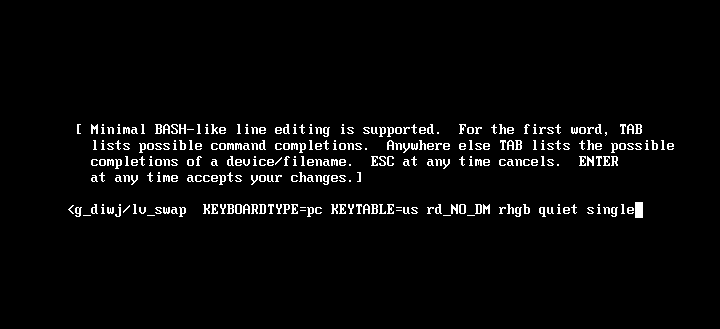 [ Minimal BASH-like line editing is supported.  For the first word, TAB
lists possible command completions.  Anywhere else TAB lists the possible
completions of a device/filename.  ESC at any time cancels.  ENTER
at any time accepts your changes.]
<g_diwj/lv_swap  KEYBOARDTYPE=pc KEYTABLE=us rd_NO_DM rhgb quiet single